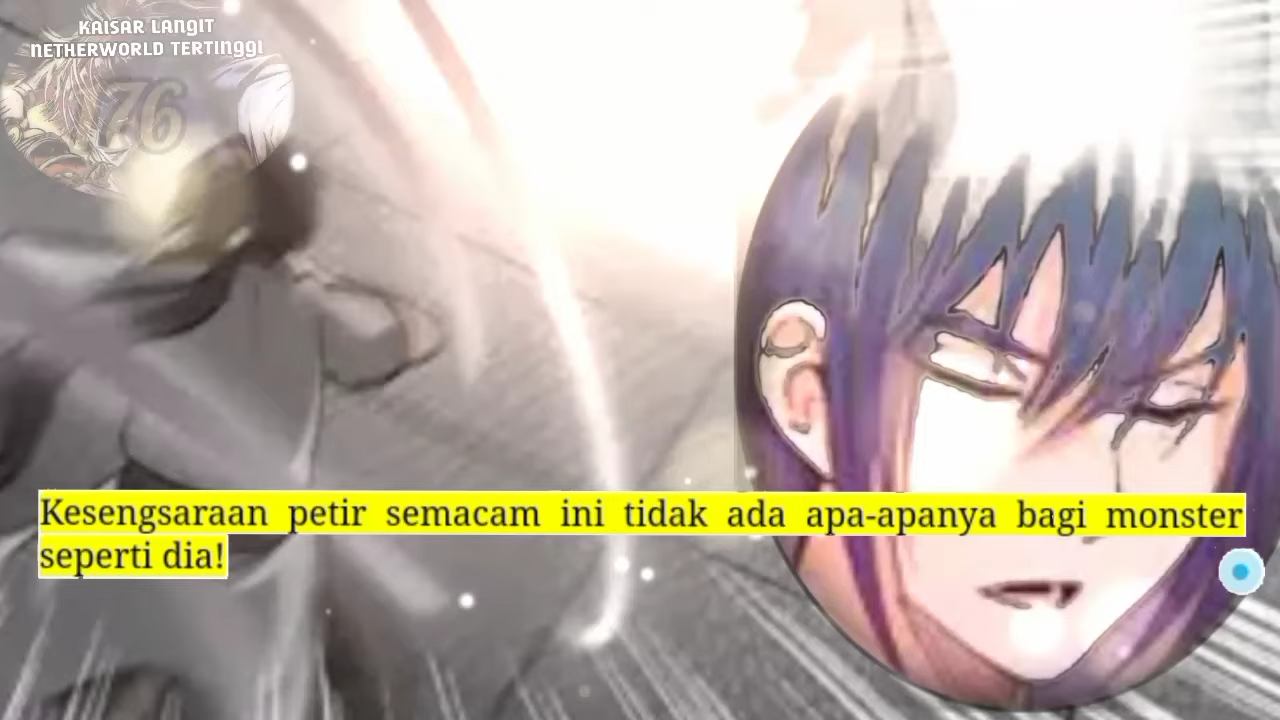 KAISAR LANGIT
NETHERWORLD TERTINGGI
76
Kesengsaraan petir semacam ini tidak ada apa-apanya bagi monster
seperti dia!